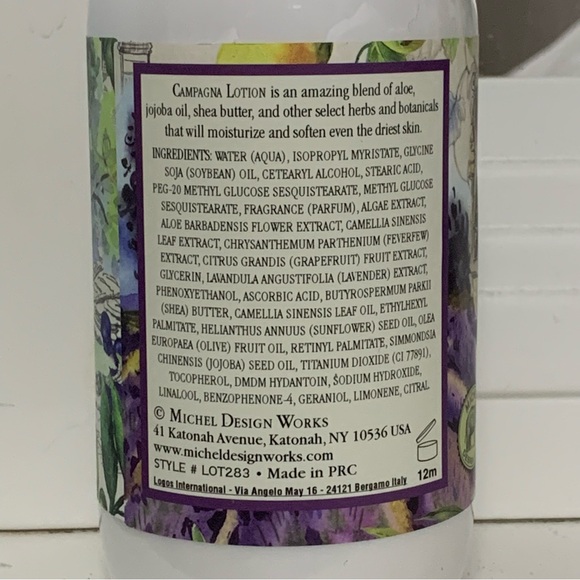 CAMPAGNA LOTION is an amazing blend of aloe,
jojoba oil, shea butter, and other select herbs and botanicals
that will moisturize and soften even the driest skin.
INGREDIENTS: WATER (AQUA), ISOPROPYL MYRISTATE, GLYCINE
SOJA (SOYBEAN) OIL, CETEARYL ALCOHOL, STEARIC ACID,
PEG-20 METHYL GLUCOSE SESQUISTEARATE, METHYL GLUCOSE
SESQUISTEARATE, FRAGRANCE (PARFUM), ALGAE EXTRACT,
ALOE BARBADENSIS FLOWER EXTRACT, CAMELLIA SINENSIS
LEAF EXTRACT, CHRYSANTHEMUM PARTHENIUM (FEVERFEW)
EXTRACT, CITRUS GRANDIS (GRAPEFRUIT) FRUIT EXTRACT,
GLYCERIN, LAVANDULA ANGUSTIFOLIA (LAVENDER) EXTRACT,
PHENOXYETHANOL, ASCORBIC ACID, BUTYROSPERMUM PARKII
(SHEA) BUTTER, CAMELLIA SINENSIS LEAF OIL, ETHYLHEXYL
PALMITATE, HELIANTHUS ANNUUS (SUNFLOWER) SEED OIL, OLEA
EUROPAEA (OLIVE) FRUIT OIL, RETINYL PALMITATE, SIMMONDSIA
CHINENSIS (JOJOBA) SEED OIL, TITANIUM DIOXIDE (CI 77891),
TOCOPHEROL, DMDM HYDANTOIN, SODIUM HYDROXIDE,
LINALOOL, BENZOPHENONE-4, GERANIOL, LIMONENE, CITRAL
© MICHEL DESIGN WORKS
41 Katonah Avenue, Katonah, NY 10536 USA
www.micheldesignworks.com
STYLE # LOT283 • Made in PRC
12m
Logos International - Via Angelo May 16 - 24121 Bergamo Italy